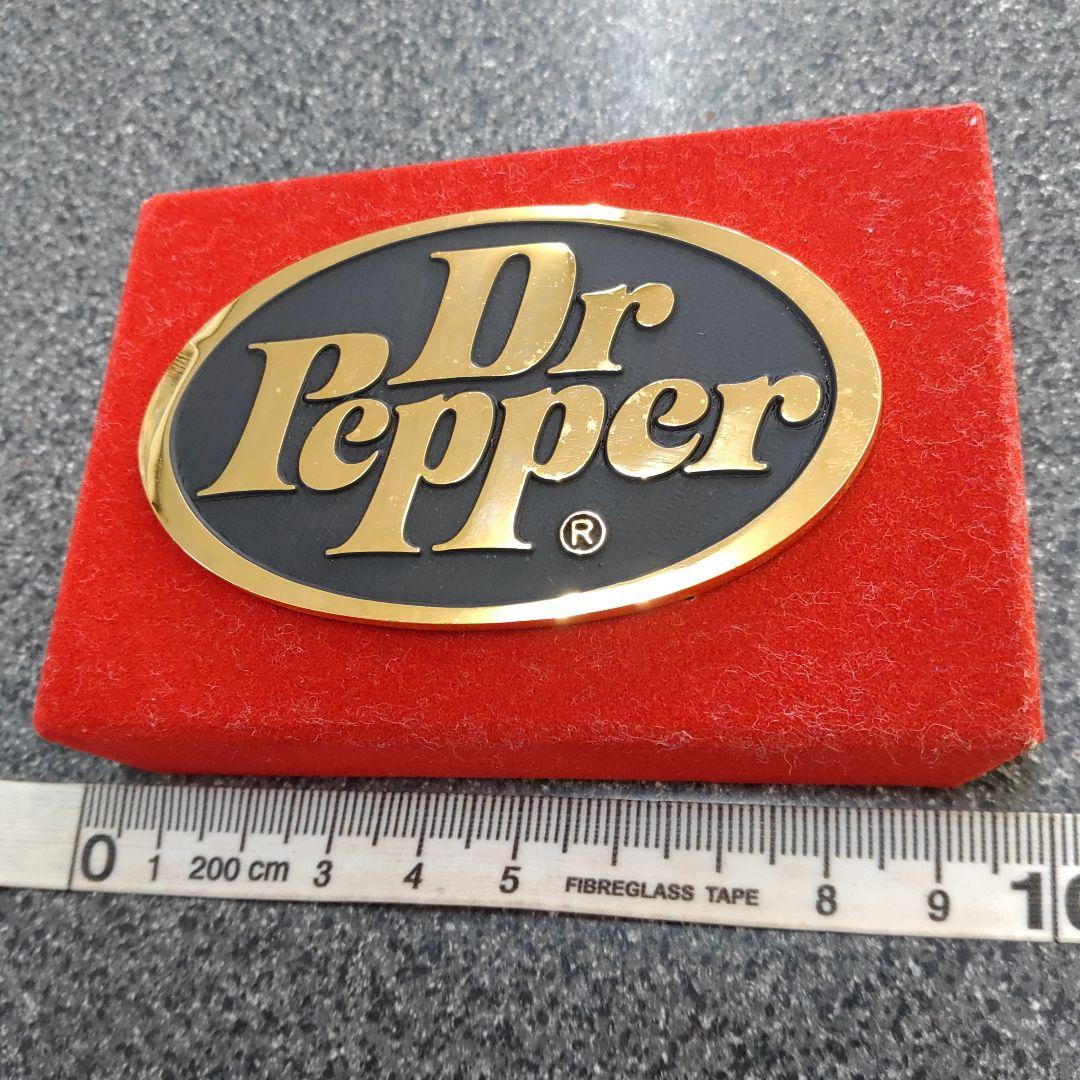 Dr
Pepper
®
0 1 200 cm 3 4 5 FIBREGLASS TAPE 8 9 10